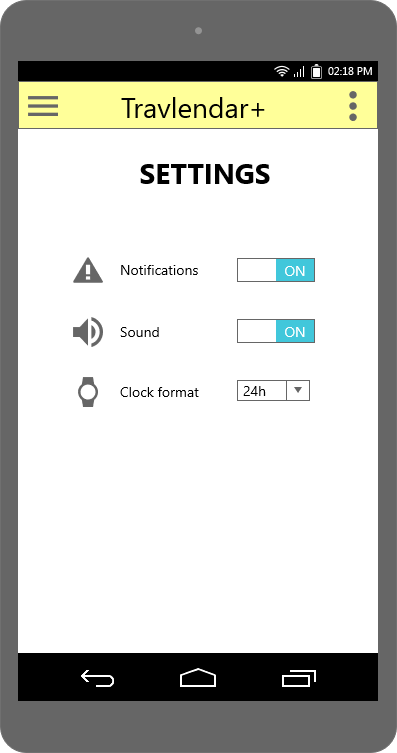 02:18 PM
Travlendar+
SETTINGS
Notifications ON
Sound ON
Clock format 24h